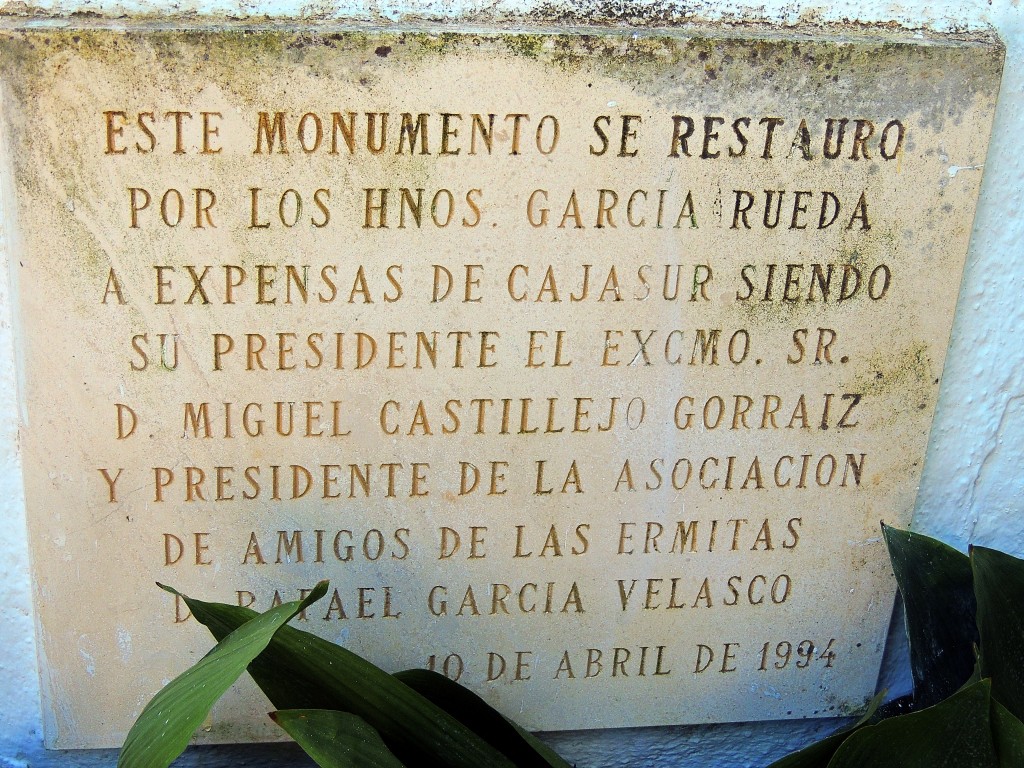 ESTE MONUMENTO SE RESTAURO
POR LOS HNOS. GARCIA RUEDA
A EXPENSAS DE CAJASUR SIENDO
SU PRESIDENTE EL EXCMO. SR.
D MIGUEL CASTILLEJO GORRAIZ
Y PRESIDENTE DE LA ASOCIACION
DE AMIGOS DE LAS ERMITAS
D. RAFAEL GARCIA VELASCO
10 DE ABRIL DE 1994